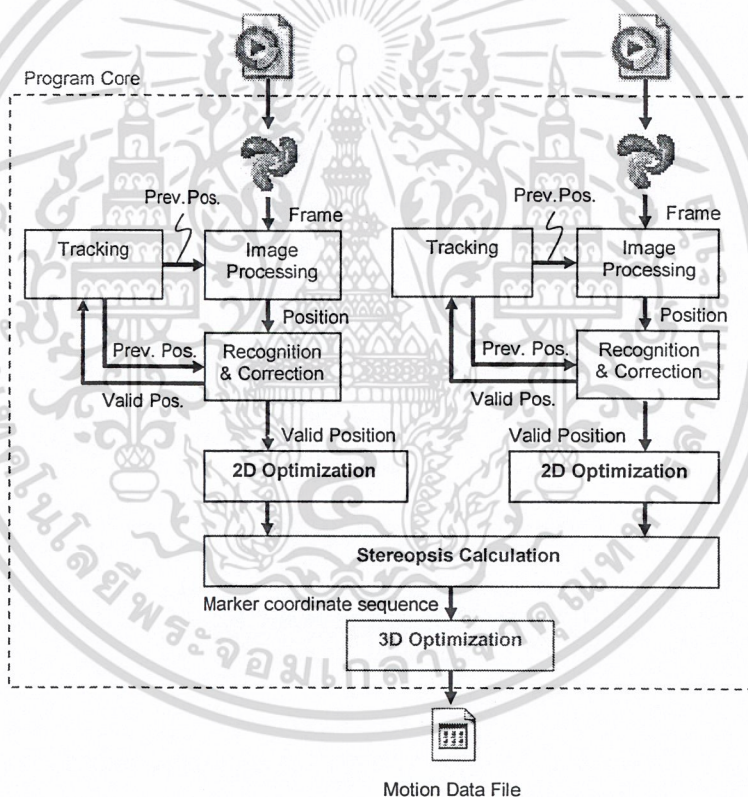 Program Core
Prev.Pos.
Frame
Tracking
Image
Processing
Position
Prev. Pos.
Recognition
& Correction
Valid Pos.
Valid Position
2D Optimization
Prev.Pos.
Frame
Tracking
Image
Processing
Position
Prev. Pos.
Recognition
& Correction
Valid Pos.
Valid Position
2D Optimization
Stereopsis Calculation
Marker coordinate sequence
3D Optimization
Motion Data File